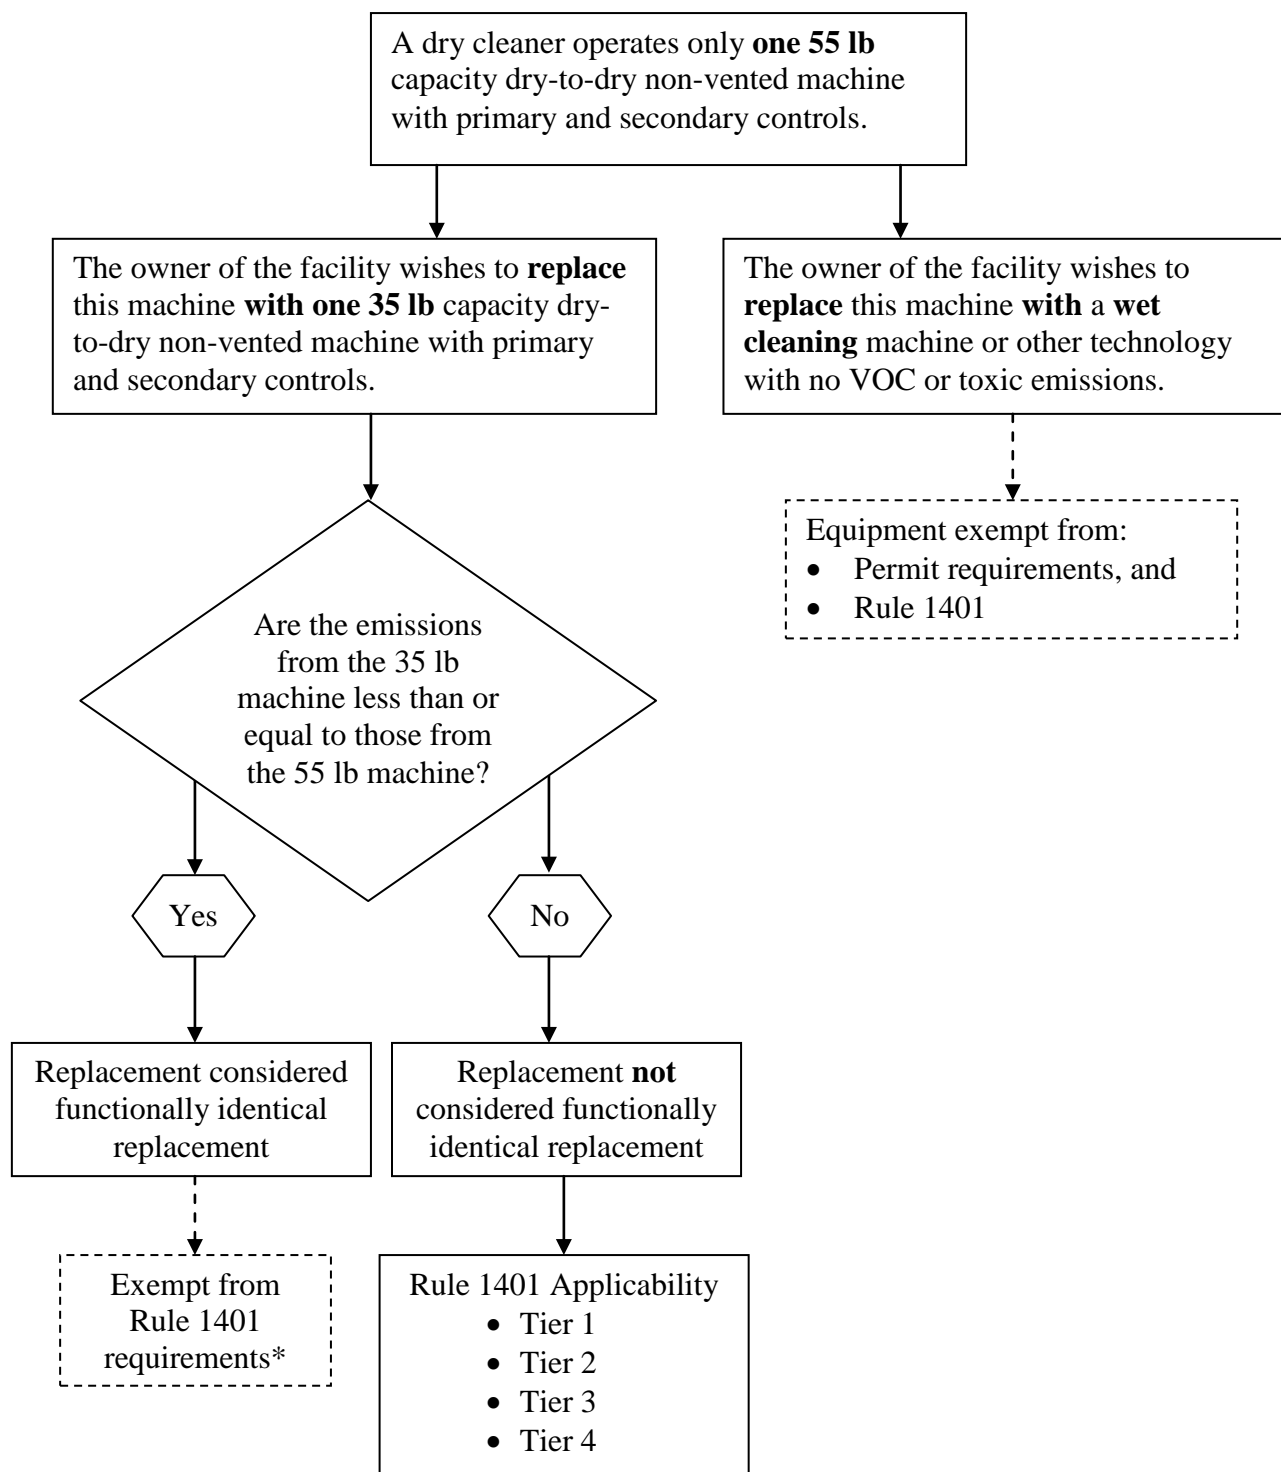 A dry cleaner operates only one 55 lb
capacity dry-to-dry non-vented machine
with primary and secondary controls.
The owner of the facility wishes to replace
this machine with one 35 lb capacity dry-
to-dry non-vented machine with primary
and secondary controls.
The owner of the facility wishes to
replace this machine with a wet
cleaning machine or other technology
with no VOC or toxic emissions.
Equipment exempt from:
• Permit requirements, and
• Rule 1401
Are the emissions
from the 35 lb
machine less than or
equal to those from
the 55 lb machine?
Yes
No
Replacement considered
functionally identical
replacement
Replacement not
considered functionally
identical replacement
Exempt from
Rule 1401
requirements*
Rule 1401 Applicability
• Tier 1
• Tier 2
• Tier 3
• Tier 4